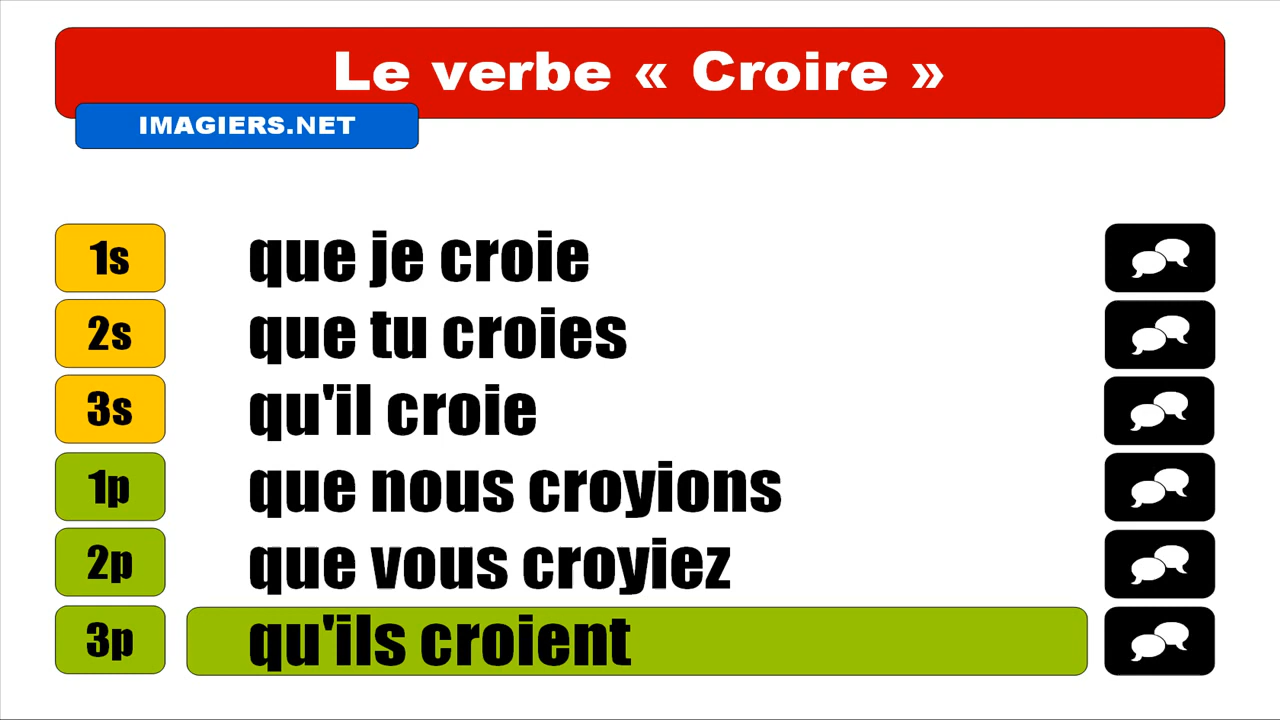 Le verbe « Croire »
IMAGIERS.NET
1s que je croie
2s que tu croies
3s qu'il croie
1p que nous croyions
2p que vous croyiez
3p qu'ils croient